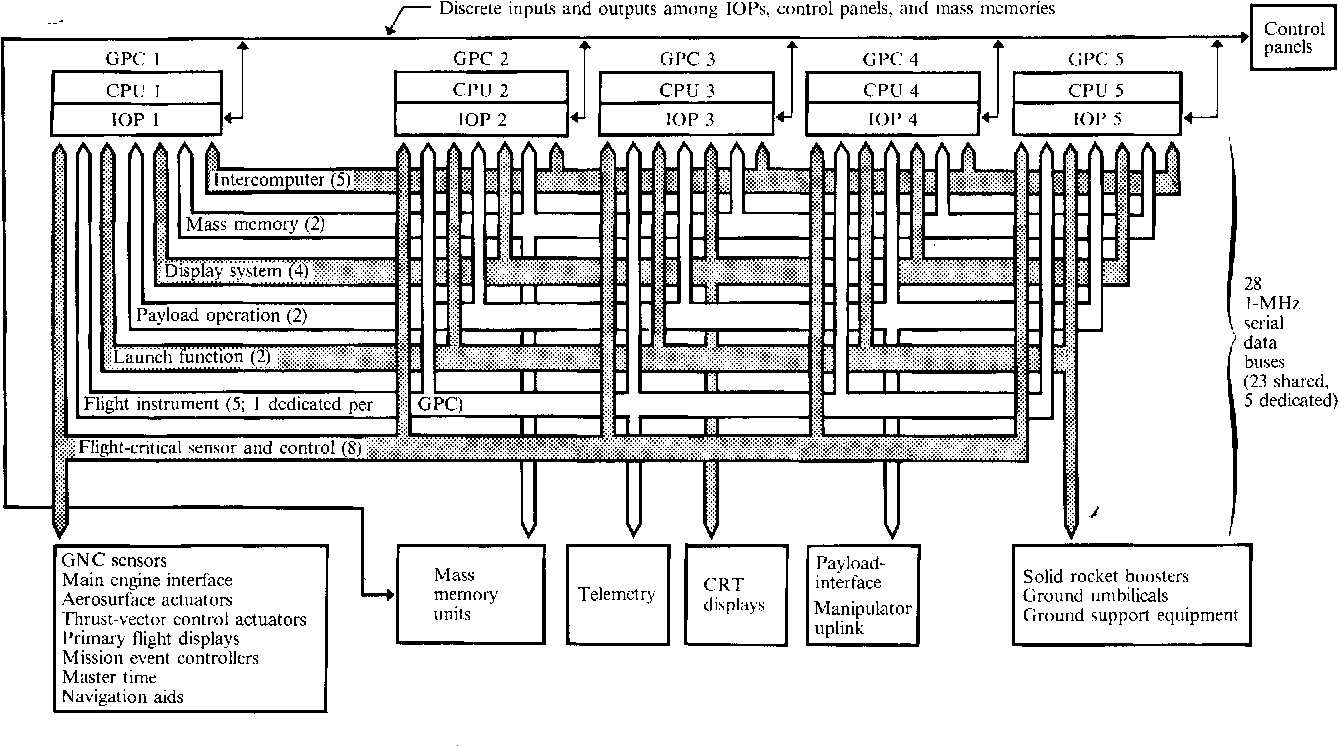 Discrete inputs and outputs among IOPs, control panels, and mass memories
Control
panels
GPC 1
CPU 1
IOP 1
GPC 2
CPU 2
IOP 2
GPC 3
CPU 3
IOP 3
GPC 4
CPU 4
IOP 4
GPC 5
CPU 5
IOP 5
Intercomputer (5)
Mass memory (2)
Display system (4)
Payload operation (2)
Launch function (2)
Flight instrument (5; 1 dedicated per GPC)
Flight-critical sensor and control (8)
28
1-MHz
serial
data
buses
(23 shared,
5 dedicated)
GNC sensors
Main engine interface
Aerosurface actuators
Thrust-vector control actuators
Primary flight displays
Mission event controllers
Master time
Navigation aids
Mass
memory
units
Telemetry
CRT
displays
Payload-
interface
Manipulator
uplink
Solid rocket boosters
Ground umbilicals
Ground support equipment